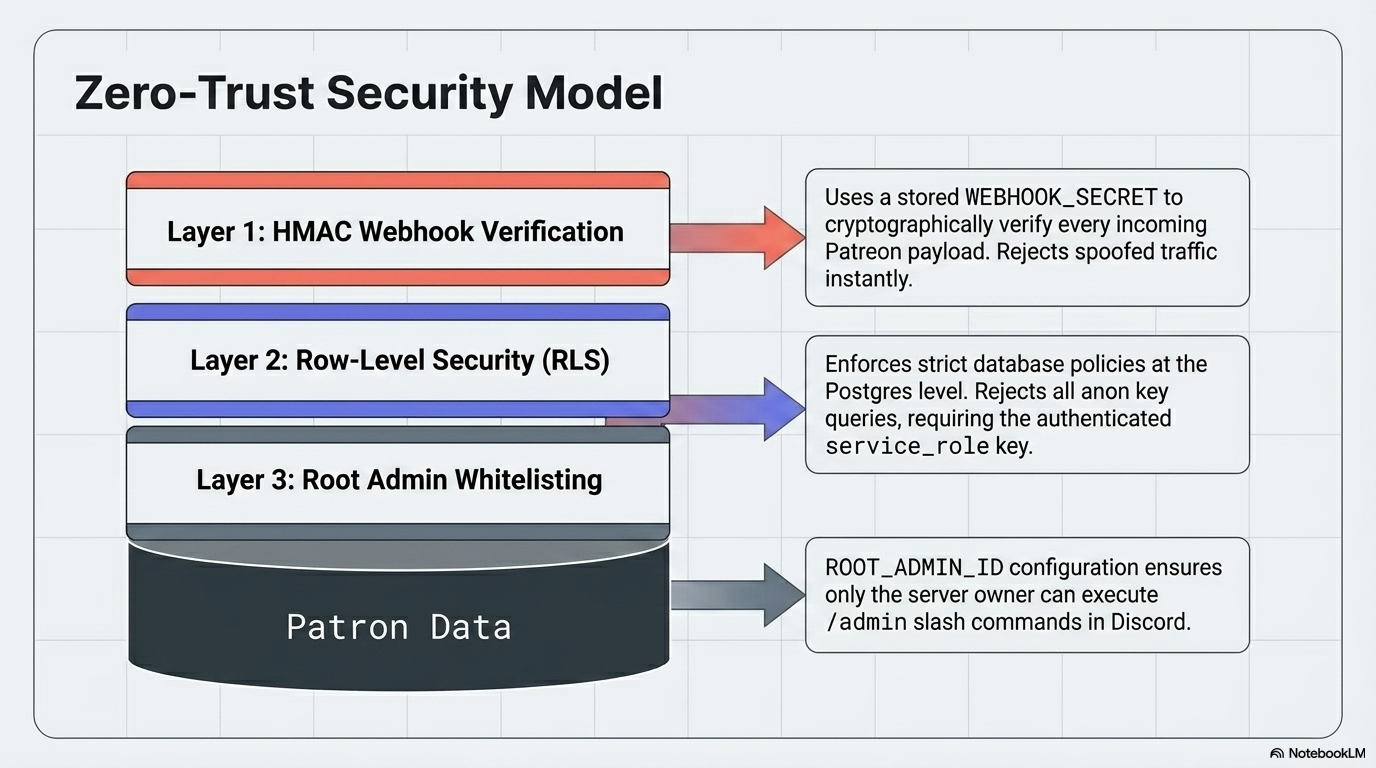 Zero-Trust Security Model
Layer 1: HMAC Webhook Verification
Uses a stored WEBHOOK_SECRET to
cryptographically verify every incoming
Patreon payload. Rejects spoofed traffic
instantly.
Layer 2: Row-Level Security (RLS)
Enforces strict database policies at the
Postgres level. Rejects all anon key
queries, requiring the authenticated
service_role key.
Layer 3: Root Admin Whitelisting
ROOT_ADMIN_ID configuration ensures
only the server owner can execute
/admin slash commands in Discord.
Patron Data
NotebookLM